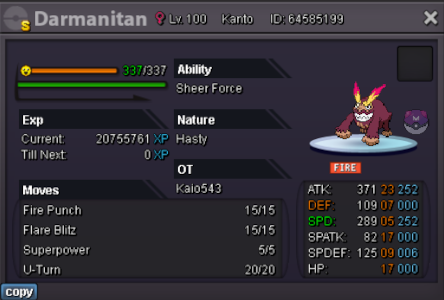 S Darmanitan Lv. 100 Kanto ID: 64585199
337/337
Ability
Sheer Force
Exp
Current: 20755761 XP
Till Next: 0 XP
Nature
Hasty
OT
Kaio543
FIRE
Moves
Fire Punch 15/15
Flare Blitz 15/15
Superpower 5/5
U-Turn 20/20
ATK: 371 23 252
DEF: 109 07 000
SPD: 289 05 252
SPATK: 82 17 000
SPDEF: 125 09 006
HP: 17 000
copy